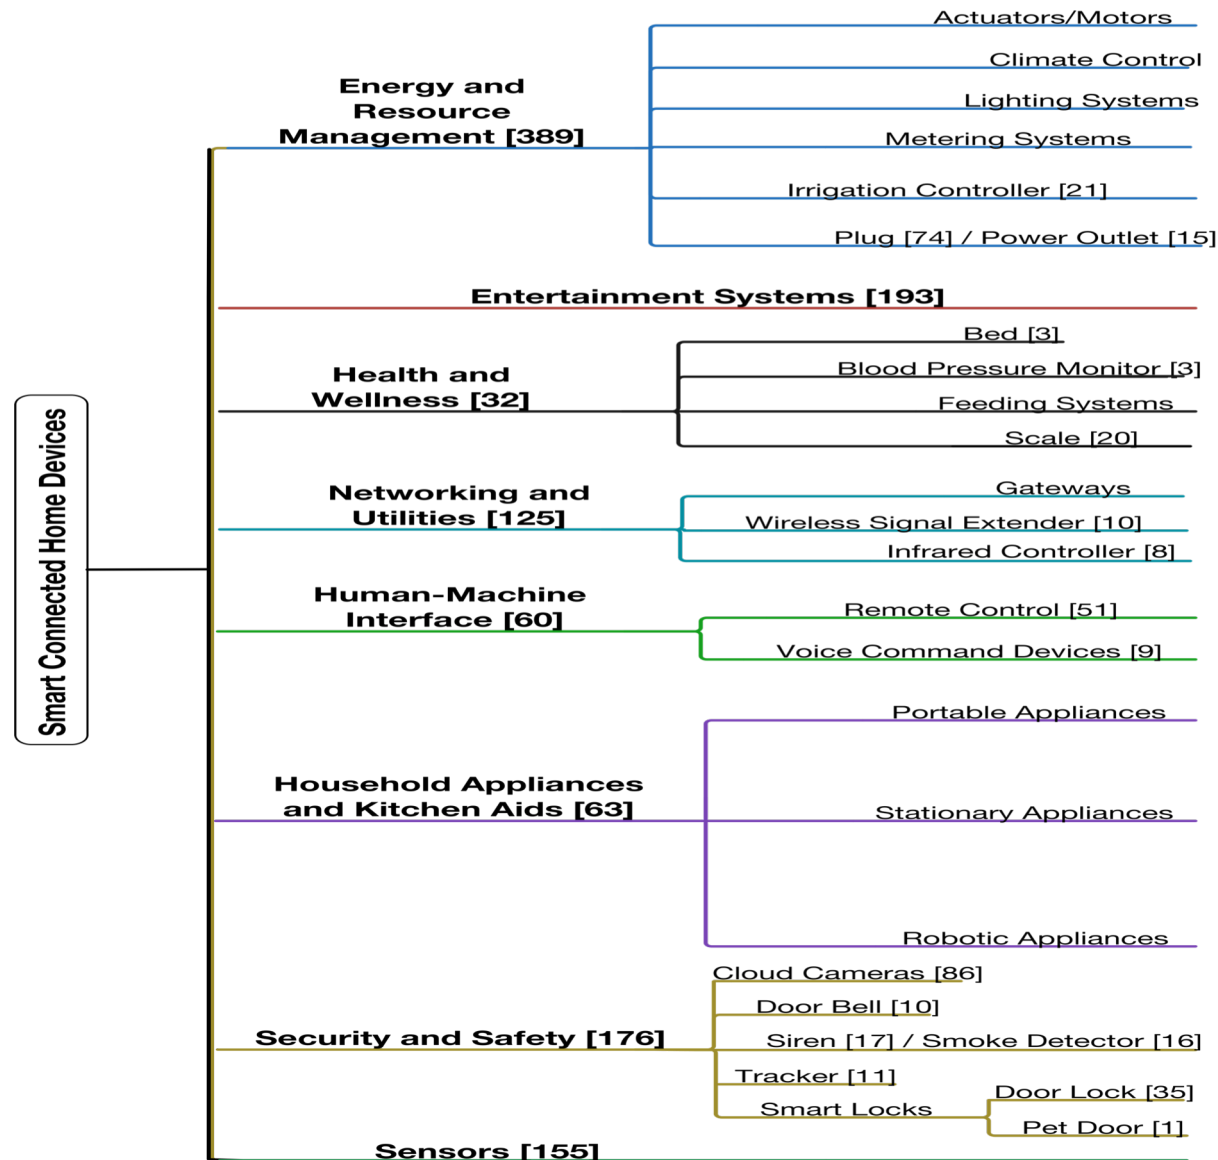 Smart Connected Home Devices
Energy and
Resource
Management [389]
Actuators/Motors
Climate Control
Lighting Systems
Metering Systems
Irrigation Controller [21]
Plug [74] / Power Outlet [15]
Entertainment Systems [193]
Health and
Wellness [32]
Bed [3]
Blood Pressure Monitor [3]
Feeding Systems
Scale [20]
Networking and
Utilities [125]
Gateways
Wireless Signal Extender [10]
Infrared Controller [8]
Human-Machine
Interface [60]
Remote Control [51]
Voice Command Devices [9]
Household Appliances
and Kitchen Aids [63]
Portable Appliances
Stationary Appliances
Robotic Appliances
Security and Safety [176]
Cloud Cameras [86]
Door Bell [10]
Siren [17] / Smoke Detector [16]
Tracker [11]
Smart Locks
Door Lock [35]
Pet Door [1]
Sensors [155]